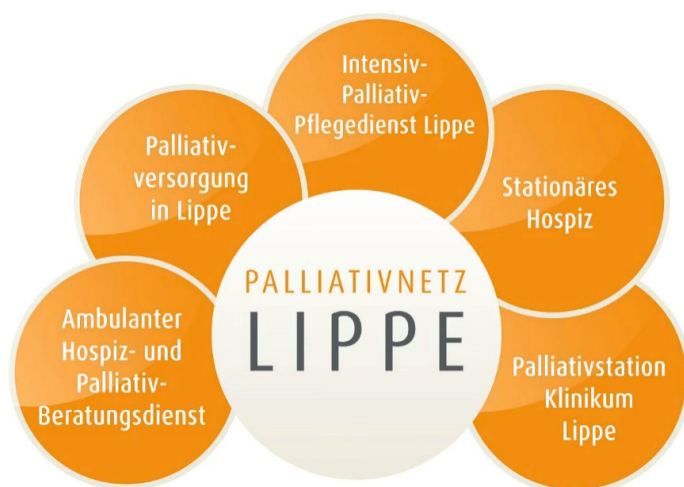 Intensiv-
Palliativ-
Pflegedienst Lippe
Palliativ-
versorgung
in Lippe
Stationäres
Hospiz
PALLIATIVNETZ
LIPPE
Ambulanter
Hospiz- und
Palliativ-
Beratungsdienst
Palliativstation
Klinikum
Lippe